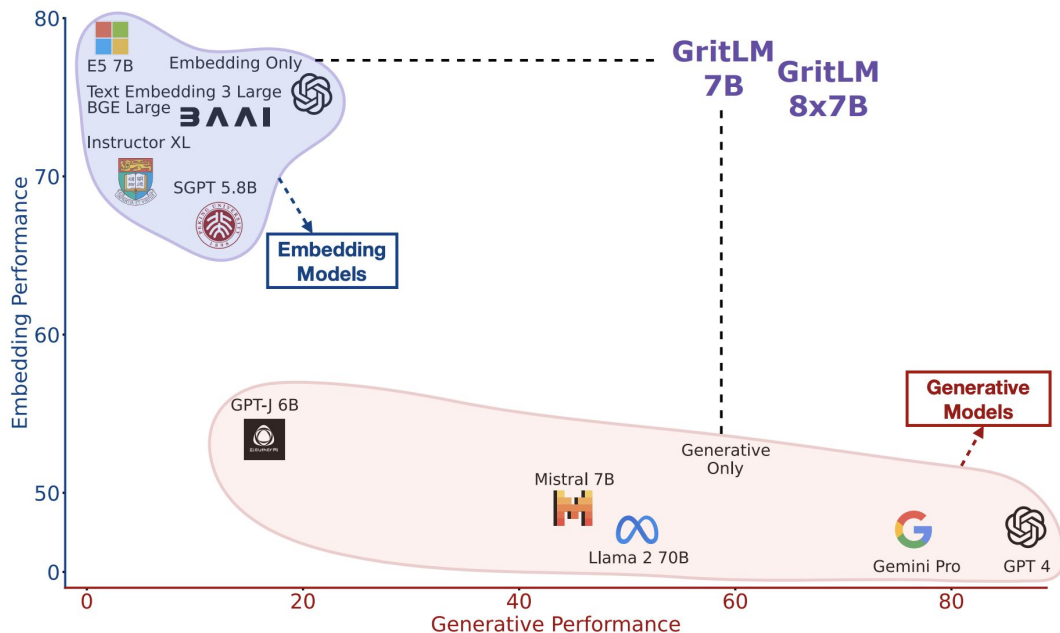 80
E5 7B
Embedding Only
Text Embedding 3 Large
BGE Large
BAAI
Instructor XL
SGPT 5.8B
Embedding
Models
GritLM
7B
GritLM
8x7B
70
60
50
0
Embedding Performance
GPT-J 6B
EleutherAI
Generative
Only
Mistral 7B
Llama 2 70B
Gemini Pro
GPT 4
Generative
Models
0
20
40
60
80
Generative Performance